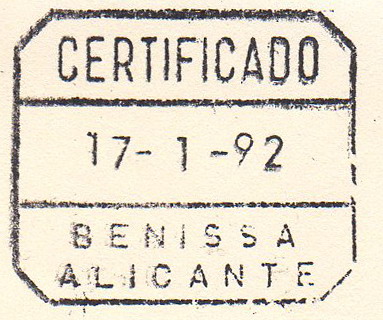 CERTIFICADO
17-1-92
BENISSA
ALICANTE